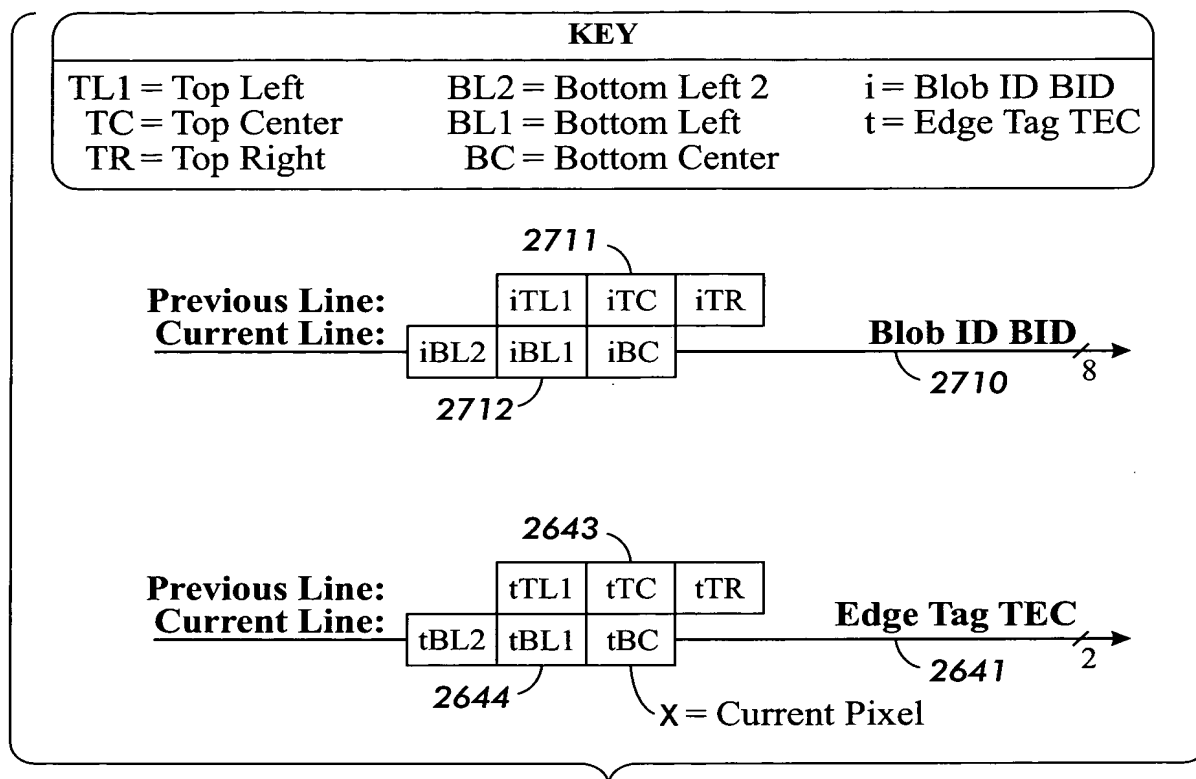 KEY
TL1 = Top Left BL2 = Bottom Left 2 i = Blob ID BID
TC = Top Center BL1 = Bottom Left t = Edge Tag TEC
TR = Top Right BC = Bottom Center
2711
Previous Line: iTL1 iTC iTR
Current Line: iBL2 iBL1 iBC Blob ID BID
8
2712 2710
2643
Previous Line: tTL1 tTC tTR
Current Line: tBL2 tBL1 tBC Edge Tag TEC
2
2644 2641
X = Current Pixel